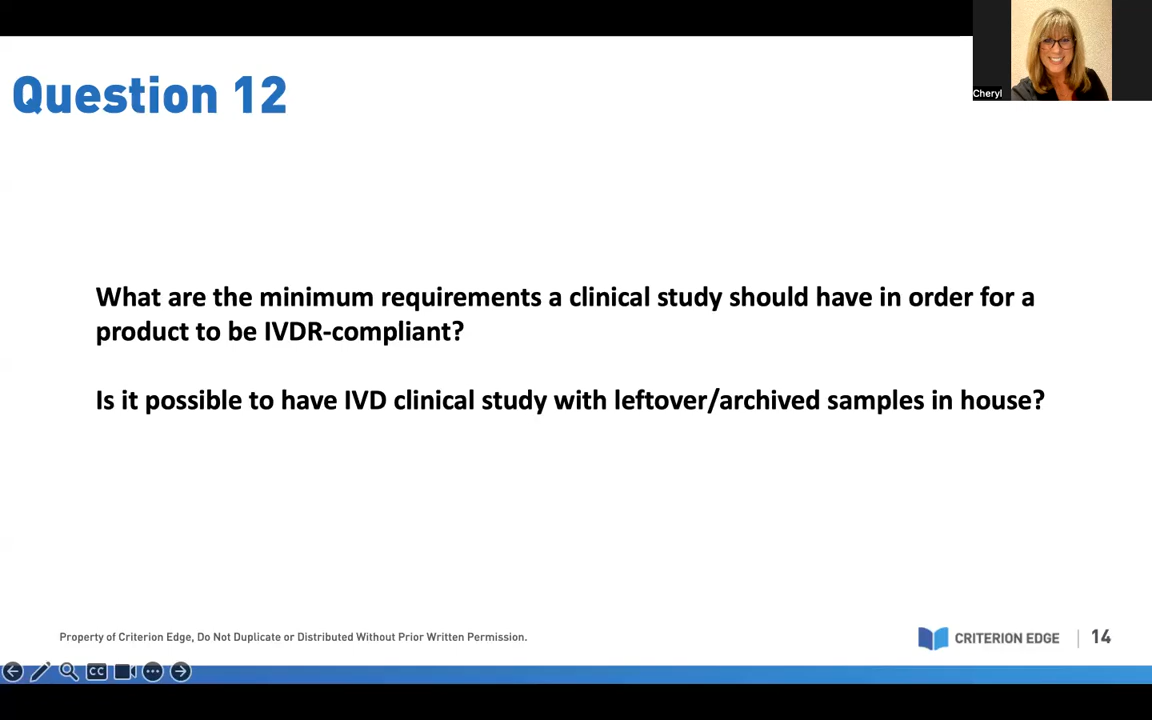 Cheryl
Question 12
What are the minimum requirements a clinical study should have in order for a
product to be IVDR-compliant?
Is it possible to have IVD clinical study with leftover/archived samples in house?
Property of Criterion Edge, Do Not Duplicate or Distributed Without Prior Written Permission.
CRITERION EDGE | 14
CC